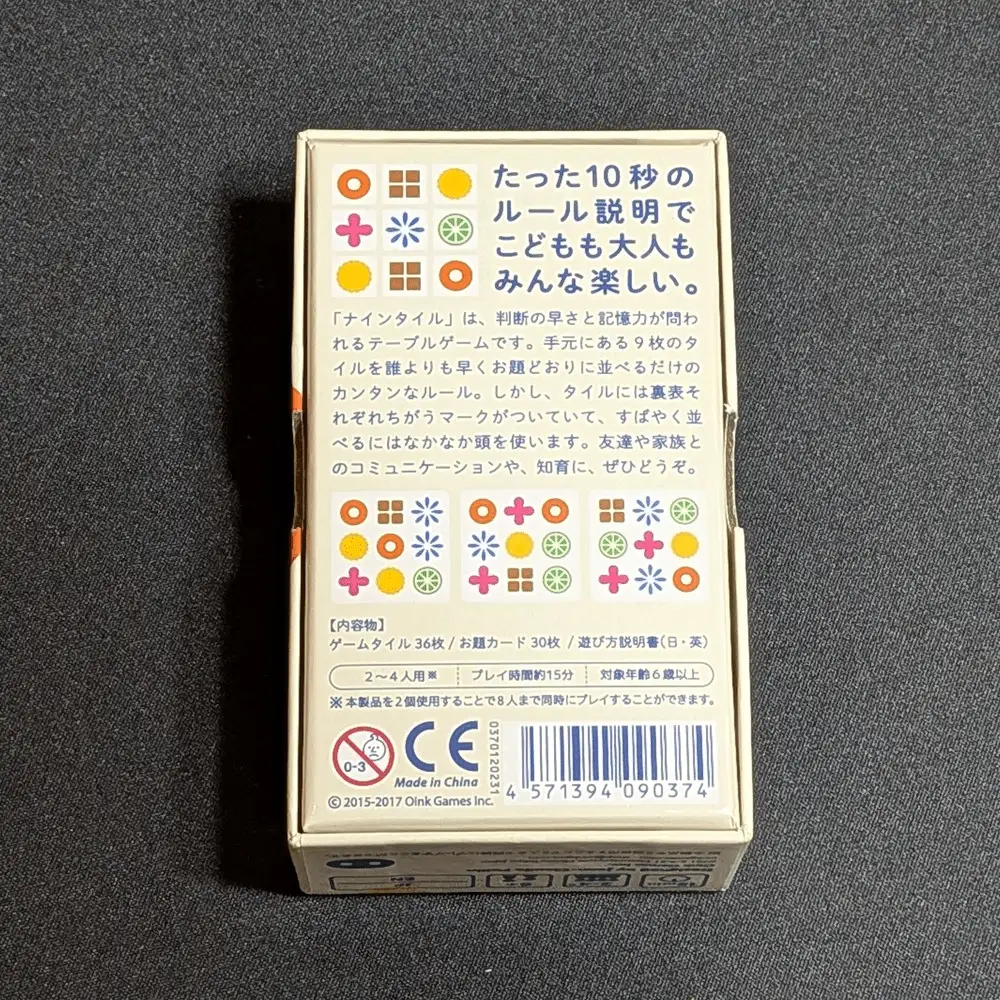 たった10秒の
ルール説明で
こどもも大人も
みんな楽しい。
「ナインタイル」は、判断の早さと記憶力が問わ
れるテーブルゲームです。手元にある9枚のタ
イルを誰よりも早くお題どおりに並べるだけの
カンタンなルール。しかし、タイルには裏表そ
れぞれちがうマークがついていて、すばやく並
べるにはなかなか頭を使います。友達や家族と
のコミュニケーションや、知育に、ぜひどうぞ。
【内容物】
ゲームタイル 36枚 / お題カード 30枚 / 遊び方説明書(日・英)
2〜4人用※ プレイ時間約15分 対象年齢6歳以上
※本製品を2個使用することで8人まで同時にプレイすることができます。
0-3
CE
Made in China
© 2015-2017 Oink Games Inc.
0370120231
4 571394 090374